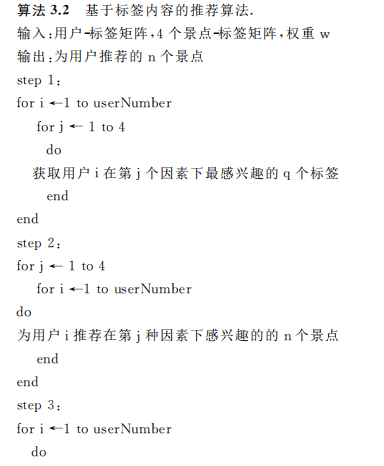 算法 3.2 基于标签内容的推荐算法.
输入:用户-标签矩阵,4 个景点-标签矩阵,权重 w
输出:为用户推荐的 n 个景点
step 1:
for i ←1 to userNumber
for j ← 1 to 4
do
获取用户 i 在第 j 个因素下最感兴趣的 q 个标签
end
end
step 2:
for j ← 1 to 4
for i ←1 to userNumber
do
为用户 i 推荐在第 j 种因素下感兴趣的的 n 个景点
end
end
step 3:
for i ←1 to userNumber
do